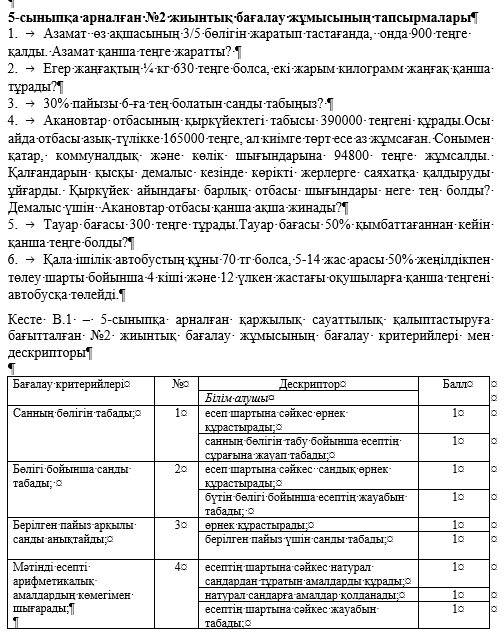 5-сыныпқа арналған №2 жиынтық бағалау жұмысының тапсырмалары¶
1. → Азамат өз ақшасының 3/5 бөлігін жаратып тастағанда, онда 900 теңге
қалды. Азамат қанша теңге жаратты? ¶
2. → Егер жаңғақтың ¼ кг 630 теңге болса, екі жарым килограмм жаңғақ қанша
тұрады?¶
3. → 30% пайызы 6-ға тең болатын санды табыңыз? ¶
4. → Акановтар отбасының қыркүйектегі табысы 390000 теңгені құрады.Осы
айда отбасы азық-түлікке 165000 теңге, ал киімге төрт есе аз жұмсаған. Сонымен
қатар, коммуналдық және көлік шығындарына 94800 теңге жұмсалды.
Қалғандарын қысқы демалыс кезінде көрікті жерлерге саяхатқа қалдыруды
ұйғарды. Қыркүйек айындағы барлық отбасы шығындары неге тең болды?
Демалыс үшін Акановтар отбасы қанша ақша жинады?¶
5. → Тауар бағасы 300 теңге тұрады.Тауар бағасы 50% қымбаттағаннан кейін
қанша теңге болды?¶
6. → Қала ішілік автобустың құны 70 тг болса, 5-14 жас арасы 50% жеңілдікпен
төлеу шарты бойынша 4 кіші және 12 үлкен жастағы оқушыларға қанша теңгені
автобусқа төлейді.¶
Кесте В.1 – 5-сыныпқа арналған қаржылық сауаттылық қалыптастыруға
бағытталған №2 жиынтық бағалау жұмысының бағалау критерийлері мен
дескрипторы¶
¶
Бағалау критерийлері¤ №¤ Дескриптор¤ Балл¤
Білім алушы¤
Санның бөлігін табады;¤ 1¤ есеп шартына сәйкес өрнек
құрастырады;¤ 1¤
санның бөлігін табу бойынша есептің
сұрағына жауап табады;¤ 1¤
Бөлігі бойынша санды
табады; ¤ 2¤ есеп шартына сәйкес сандық өрнек
құрастырады;¤ 1¤
бүтін бөлігі бойынша есептің жауабын
табады; ¤ 1¤
Берілген пайыз арқылы
санды анықтайды;¤ 3¤ өрнек құрастырады;¤ 1¤
берілген пайыз үшін санды табады;¤ 1¤
Мәтінді есепті
арифметикалық
амалдардың көмегімен
шығарады;¶
¶ 4¤ есептің шартына сәйкес натурал
сандардан тұратын амалдарды құрады;¤ 1¤
натурал сандарға амалдар қолданады;¤ 1¤
есептің шартына сәйкес жауабын
табады;¤ 1¤